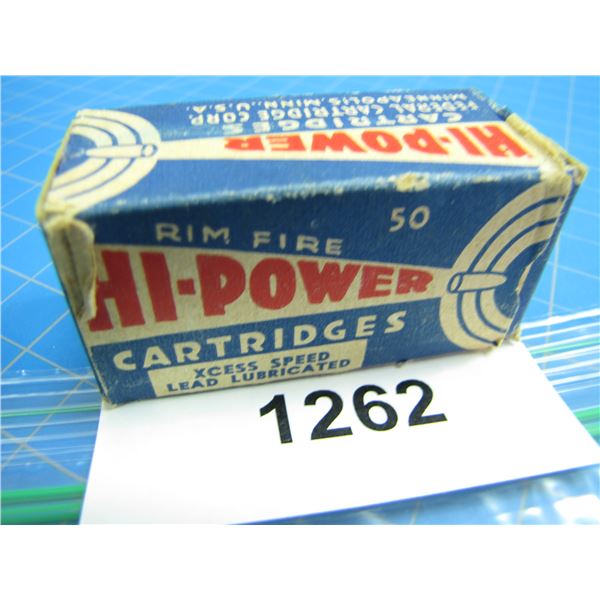 HI-POWER
CARTRIDGES
FEDERAL CARTRIDGE CORP.
MINNEAPOLIS MINN., U.S.A.
RIM FIRE 50
HI-POWER
CARTRIDGES
XCESS SPEED
LEAD LUBRICATED
1262